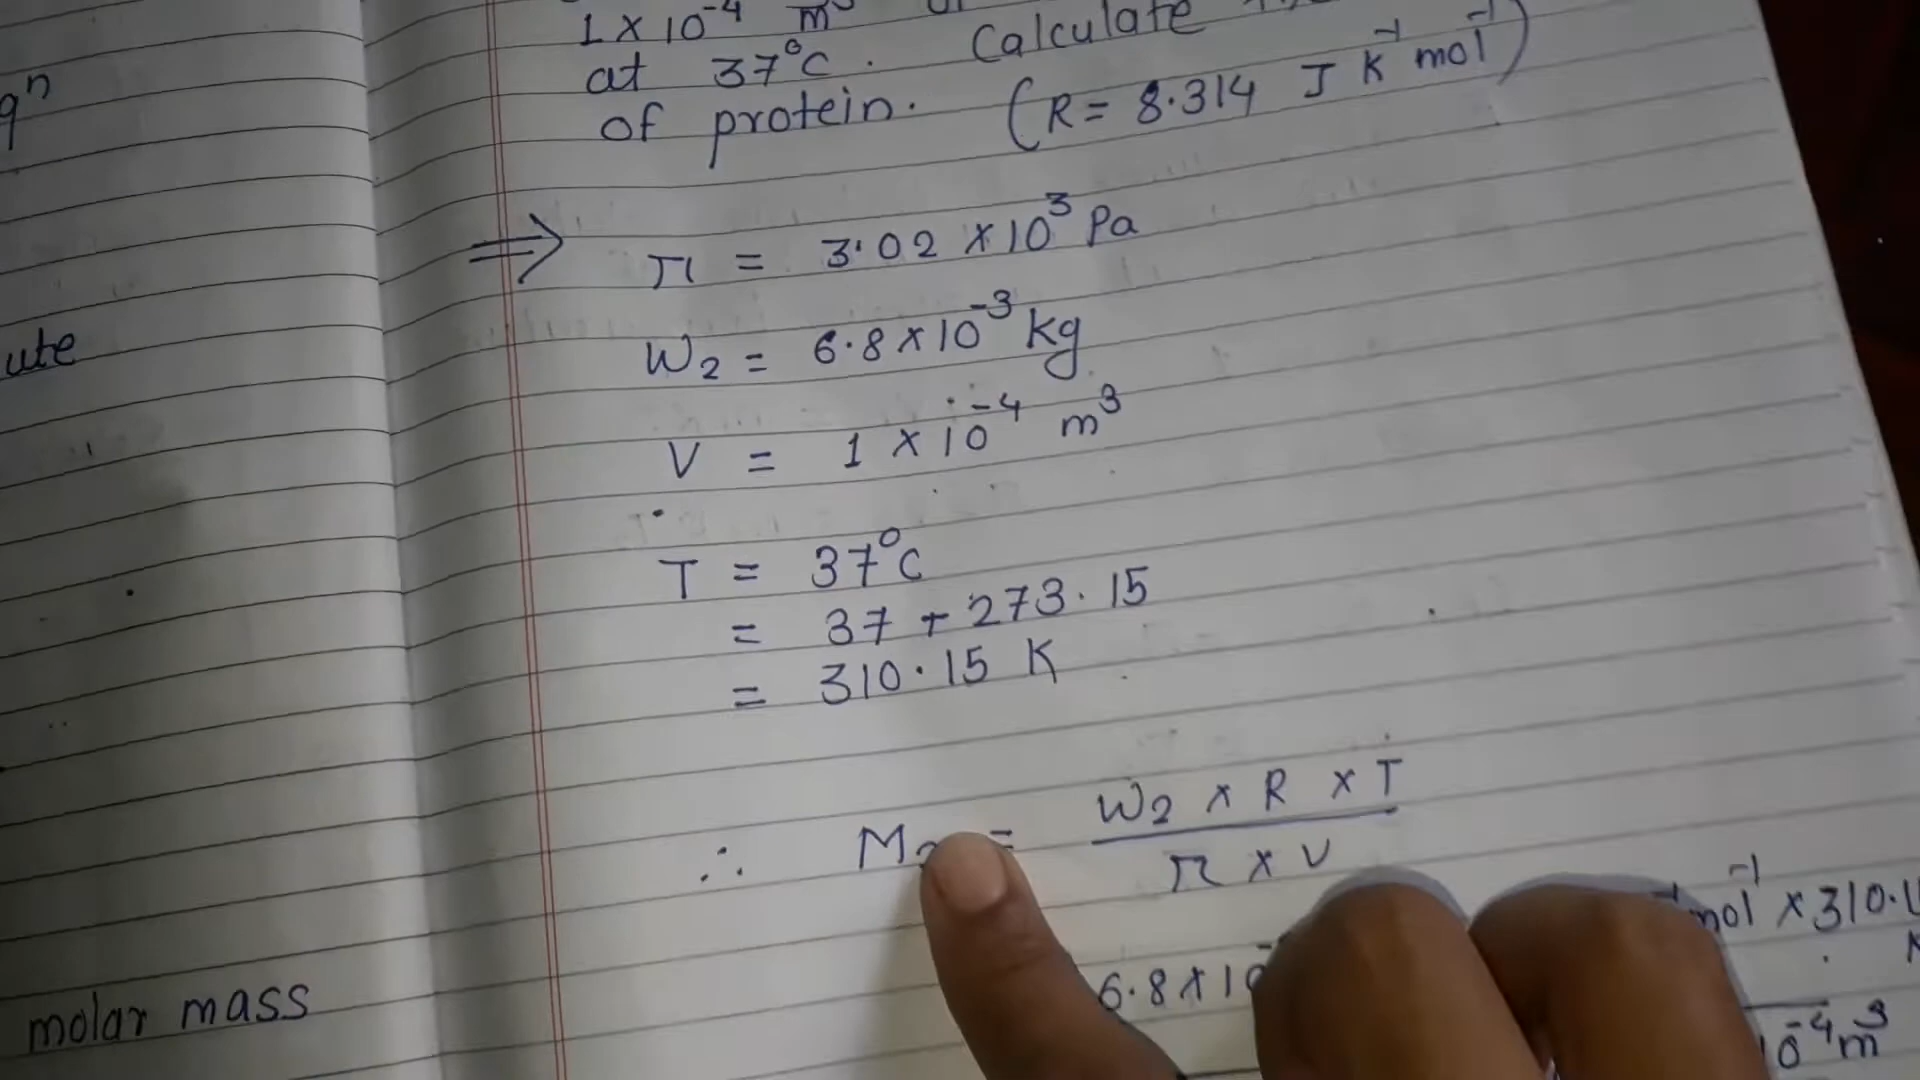 1 × 10⁻⁴ m³
at 37°C. Calculate
of protein. (R = 8.314 J K⁻¹ mol⁻¹)
qⁿ
⇒ π = 3.02 × 10³ Pa
ute
W₂ = 6.8 × 10⁻³ kg
V = 1 × 10⁻⁴ m³
T = 37°C
= 37 + 273.15
= 310.15 K
∴ M₂ = W₂ × R × T
π × V
mol⁻¹ × 310.1
6.8 × 10
molar mass
10⁻⁴ m³